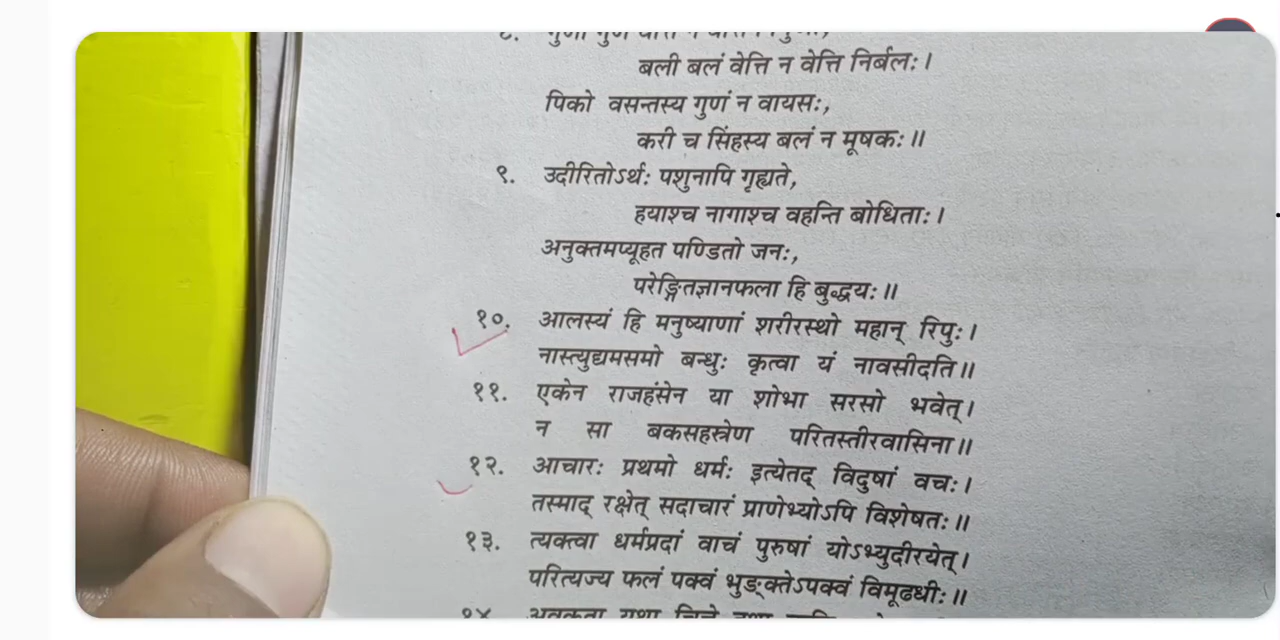 बली बलं वेत्ति न वेत्ति निर्बलः।
पिको वसन्तस्य गुणं न वायसः,
करी च सिंहस्य बलं न मूषकः॥
९. उदीरितोऽर्थः पशुनापि गृह्यते,
हयाश्च नागाश्च वहन्ति बोधिताः।
अनुक्तमप्यूहत पण्डितो जनः,
परेङ्गितज्ञानफला हि बुद्धयः॥
१०. आलस्यं हि मनुष्याणां शरीरस्थो महान् रिपुः।
नास्त्युद्यमसमो बन्धुः कृत्वा यं नावसीदति॥
११. एकेन राजहंसेन या शोभा सरसो भवेत्।
न सा बकसहस्त्रेण परितस्तीरवासिना॥
१२. आचारः प्रथमो धर्मः इत्येतद् विदुषां वचः।
तस्माद् रक्षेत् सदाचारं प्राणेभ्योऽपि विशेषतः॥
१३. त्यक्त्वा धर्मप्रदां वाचं पुरुषां योऽभ्युदीरयेत्।
परित्यज्य फलं पक्वं भुङ्क्तेऽपक्वं विमूढधीः॥